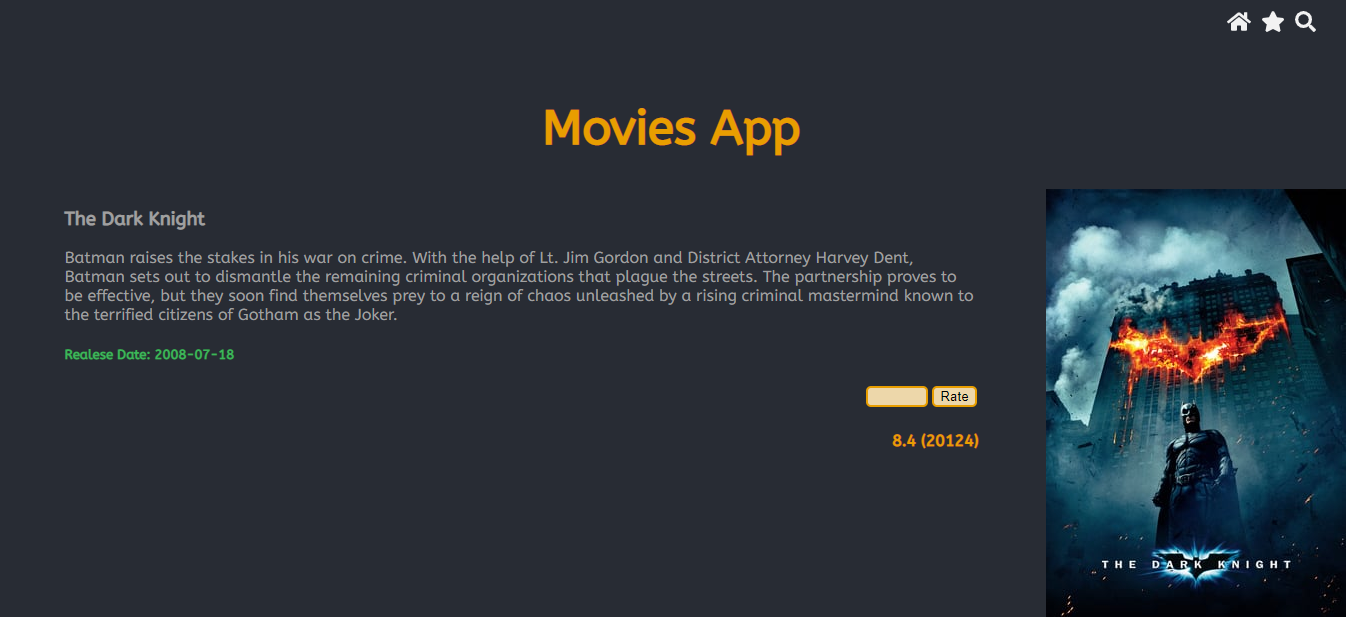 Movies App
The Dark Knight
Batman raises the stakes in his war on crime. With the help of Lt. Jim Gordon and District Attorney Harvey Dent,
Batman sets out to dismantle the remaining criminal organizations that plague the streets. The partnership proves to
be effective, but they soon find themselves prey to a reign of chaos unleashed by a rising criminal mastermind known to
the terrified citizens of Gotham as the Joker.
Realese Date: 2008-07-18
Rate
8.4 (20124)
THE DARK KNIGHT